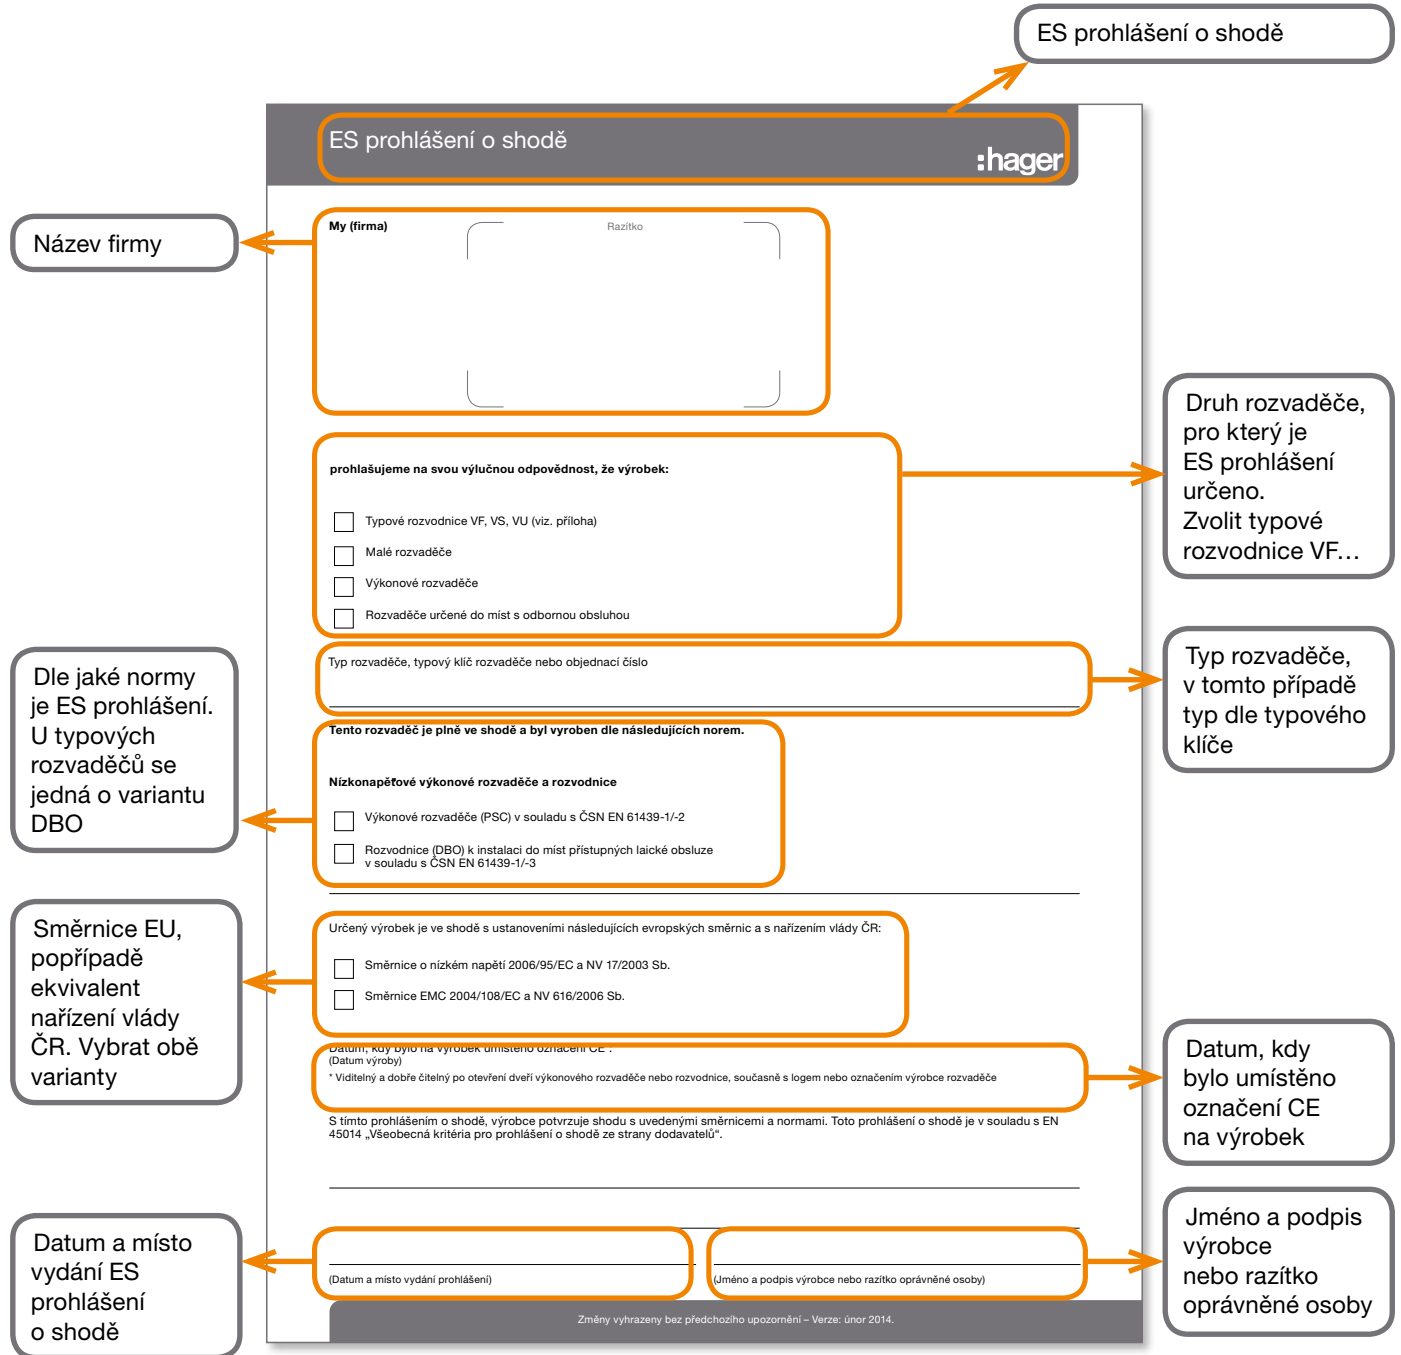 ES prohlášení o shodě
ES prohlášení o shodě
:hager
Název firmy
My (firma)
Razítko
Druh rozvaděče,
pro který je
ES prohlášení
určeno.
Zvolit typové
rozvodnice VF…
prohlašujeme na svou výlučnou odpovědnost, že výrobek:
Typové rozvodnice VF, VS, VU (viz. příloha)
Malé rozvaděče
Výkonové rozvaděče
Rozvaděče určené do míst s odbornou obsluhou
Typ rozvaděče, typový klíč rozvaděče nebo objednací číslo
Typ rozvaděče,
v tomto případě
typ dle typového
klíče
Dle jaké normy
je ES prohlášení.
U typových
rozvaděčů se
jedná o variantu
DBO
Tento rozvaděč je plně ve shodě a byl vyroben dle následujících norem.
Nízkonapěťové výkonové rozvaděče a rozvodnice
Výkonové rozvaděče (PSC) v souladu s ČSN EN 61439-1/-2
Rozvodnice (DBO) k instalaci do míst přístupných laické obsluze
v souladu s ČSN EN 61439-1/-3
Směrnice EU,
popřípadě
ekvivalent
nařízení vlády
ČR. Vybrat obě
varianty
Určený výrobek je ve shodě s ustanoveními následujících evropských směrnic a s nařízením vlády ČR:
Směrnice o nízkém napětí 2006/95/EC a NV 17/2003 Sb.
Směrnice EMC 2004/108/EC a NV 616/2006 Sb.
Datum, kdy bylo na výrobek umístěno označení CE*:
(Datum výroby)
* Viditelný a dobře čitelný po otevření dveří výkonového rozvaděče nebo rozvodnice, současně s logem nebo označením výrobce rozvaděče
Datum, kdy
bylo umístěno
označení CE
na výrobek
S tímto prohlášením o shodě, výrobce potvrzuje shodu s uvedenými směrnicemi a normami. Toto prohlášení o shodě je v souladu s EN
45014 „Všeobecná kritéria pro prohlášení o shodě ze strany dodavatelů“.
Datum a místo
vydání ES
prohlášení
o shodě
(Datum a místo vydání prohlášení)
(Jméno a podpis výrobce nebo razítko oprávněné osoby)
Jméno a podpis
výrobce
nebo razítko
oprávněné osoby
Změny vyhrazeny bez předchozího upozornění – Verze: únor 2014.